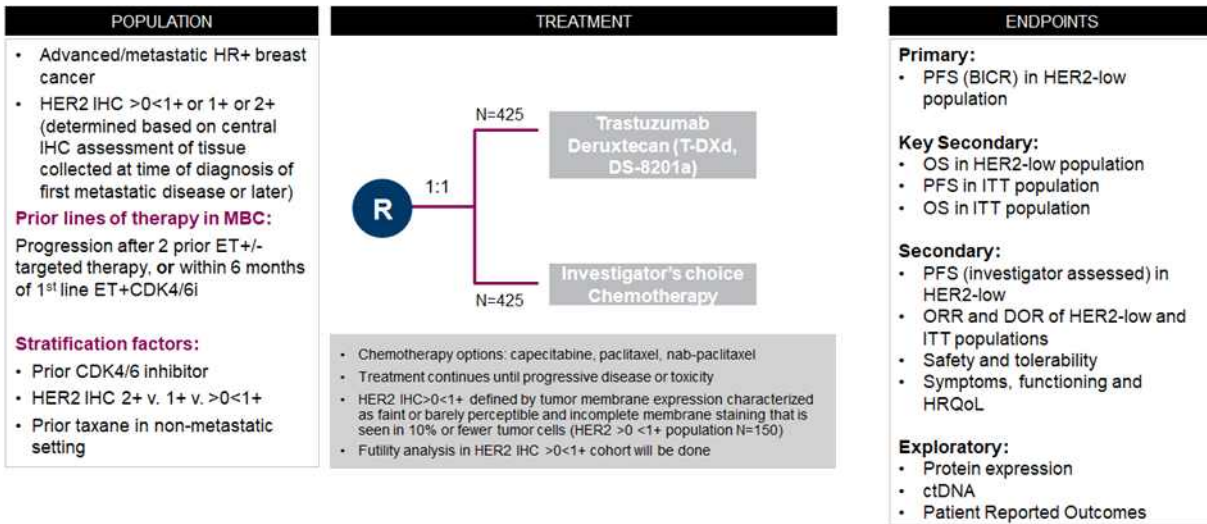 POPULATION
• Advanced/metastatic HR+ breast
cancer
• HER2 IHC >0<1+ or 1+ or 2+
(determined based on central
IHC assessment of tissue
collected at time of diagnosis of
first metastatic disease or later)
Prior lines of therapy in MBC:
Progression after 2 prior ET+/-
targeted therapy, or within 6 months
of 1st line ET+CDK4/6i
Stratification factors:
• Prior CDK4/6 inhibitor
• HER2 IHC 2+ v. 1+ v. >0<1+
• Prior taxane in non-metastatic
setting
TREATMENT
R
1:1
N=425
Trastuzumab
Deruxtecan (T-DXd,
DS-8201a)
Investigator's choice
Chemotherapy
N=425
• Chemotherapy options: capecitabine, paclitaxel, nab-paclitaxel
• Treatment continues until progressive disease or toxicity
• HER2 IHC>0<1+ defined by tumor membrane expression characterized
as faint or barely perceptible and incomplete membrane staining that is
seen in 10% or fewer tumor cells (HER2 >0 <1+ population N=150)
• Futility analysis in HER2 IHC >0<1+ cohort will be done
ENDPOINTS
Primary:
• PFS (BICR) in HER2-low
population
Key Secondary:
• OS in HER2-low population
• PFS in ITT population
• OS in ITT population
Secondary:
• PFS (investigator assessed) in
HER2-low
• ORR and DOR of HER2-low and
ITT populations
• Safety and tolerability
• Symptoms, functioning and
HRQoL
Exploratory:
• Protein expression
• ctDNA
• Patient Reported Outcomes